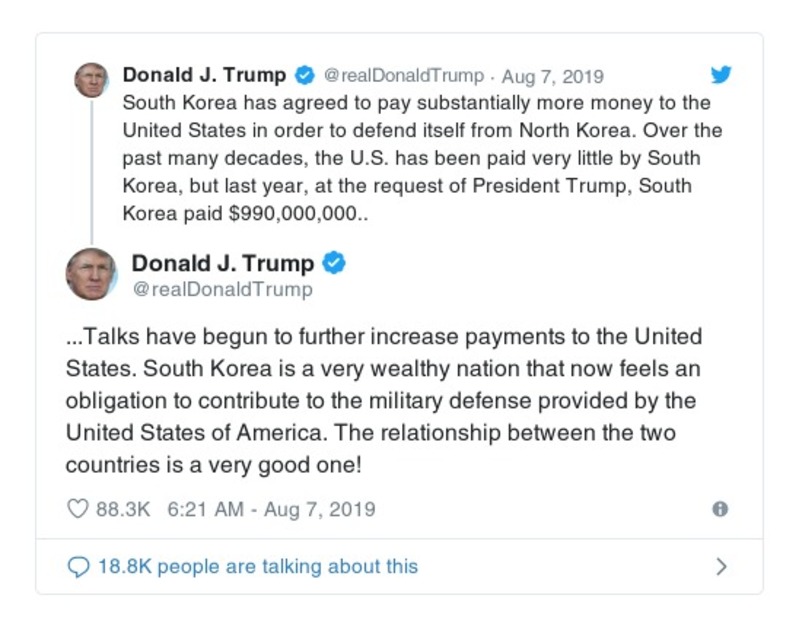 Donald J. Trump @realDonaldTrump · Aug 7, 2019
South Korea has agreed to pay substantially more money to the
United States in order to defend itself from North Korea. Over the
past many decades, the U.S. has been paid very little by South
Korea, but last year, at the request of President Trump, South
Korea paid $990,000,000..
Donald J. Trump
@realDonaldTrump
...Talks have begun to further increase payments to the United
States. South Korea is a very wealthy nation that now feels an
obligation to contribute to the military defense provided by the
United States of America. The relationship between the two
countries is a very good one!
88.3K 6:21 AM - Aug 7, 2019
18.8K people are talking about this